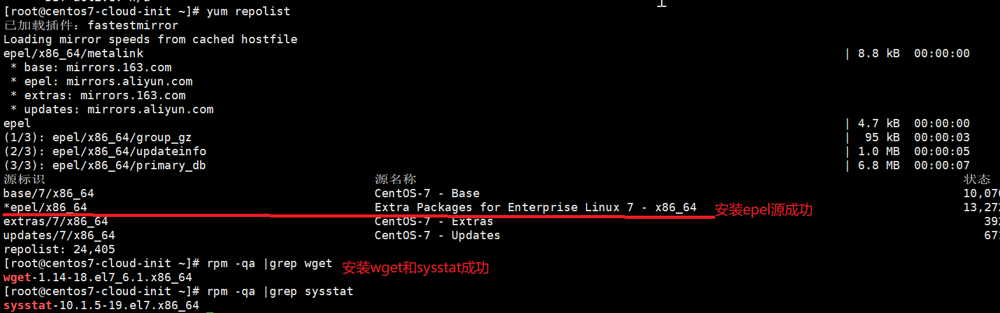 [root@centos7-cloud-init ~]# yum repolist
已加载插件：fastestmirror
Loading mirror speeds from cached hostfile
epel/x86_64/metalink | 8.8 kB 00:00:00
* base: mirrors.163.com
* epel: mirrors.aliyun.com
* extras: mirrors.163.com
* updates: mirrors.aliyun.com
epel | 4.7 kB 00:00:00
(1/3): epel/x86_64/group_gz | 95 kB 00:00:03
(2/3): epel/x86_64/updateinfo | 1.0 MB 00:00:05
(3/3): epel/x86_64/primary_db | 6.8 MB 00:00:07
源标识 源名称 状态
base/7/x86_64 CentOS-7 - Base 10,070
*epel/x86_64 Extra Packages for Enterprise Linux 7 - x86_64 安装epel源成功 13,272
extras/7/x86_64 CentOS-7 - Extras 392
updates/7/x86_64 CentOS-7 - Updates 671
repolist: 24,405
[root@centos7-cloud-init ~]# rpm -qa |grep wget 安装wget和sysstat成功
wget-1.14-18.el7_6.1.x86_64
[root@centos7-cloud-init ~]# rpm -qa |grep sysstat
sysstat-10.1.5-19.el7.x86_64